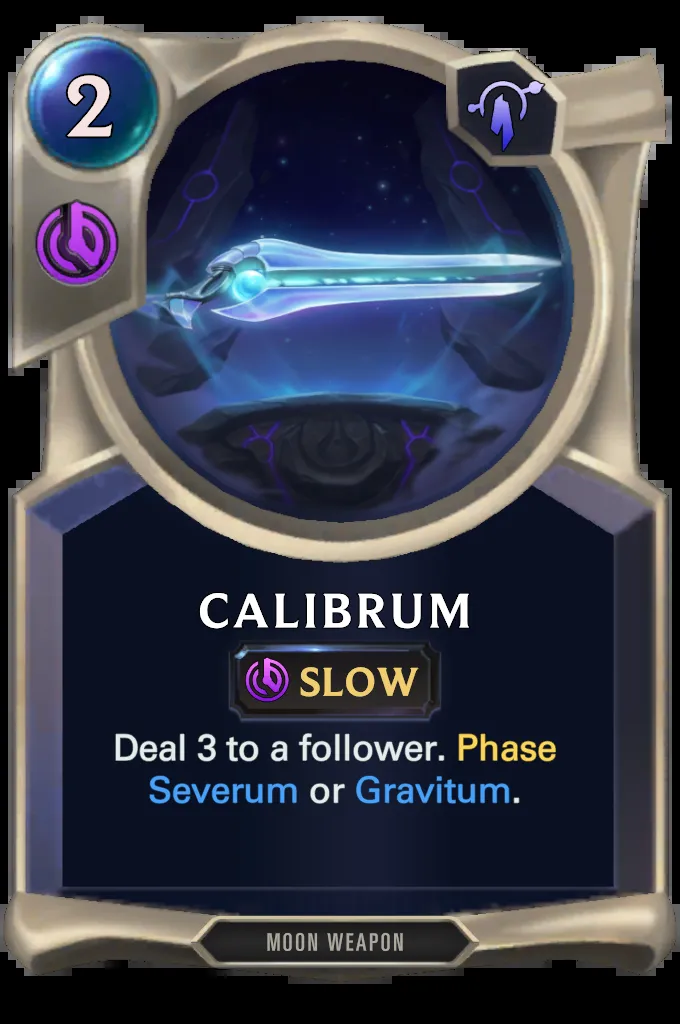 2
CALIBRUM
SLOW
Deal 3 to a follower. Phase
Severum or Gravitum.
MOON WEAPON